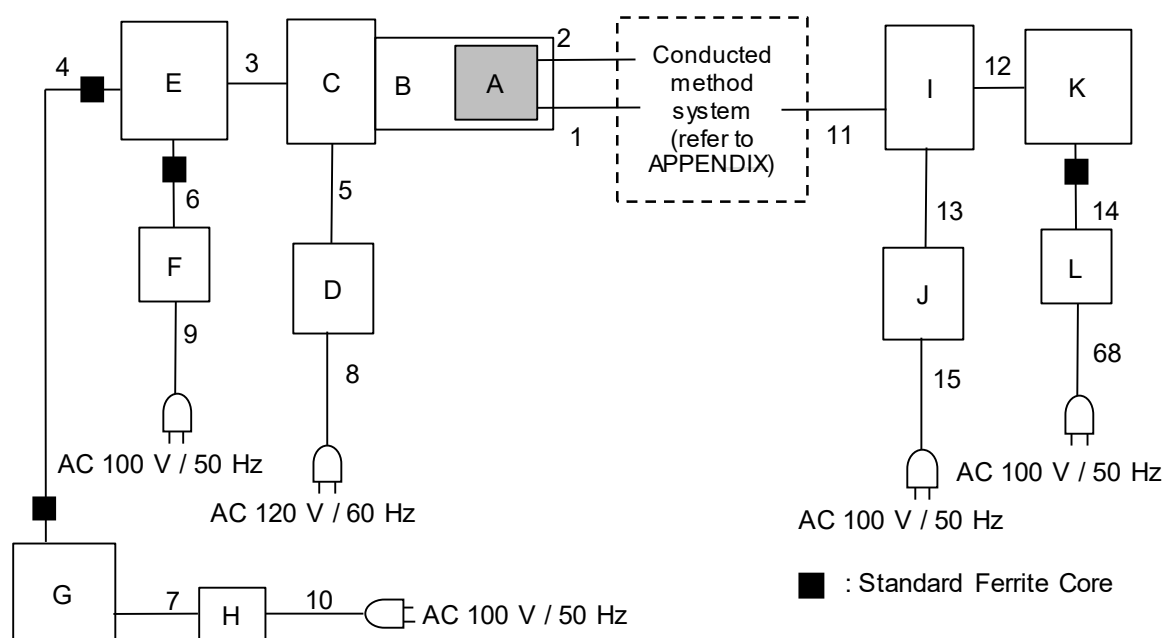 2
4
3
12
E
C
B
A
Conducted
method
system
(refer to
APPENDIX)
I
K
1
11
6
5
13
14
F
D
J
L
9
8
15
68
AC 100 V / 50 Hz
AC 120 V / 60 Hz
AC 100 V / 50 Hz
AC 100 V / 50 Hz
G
7
H
10
AC 100 V / 50 Hz
: Standard Ferrite Core